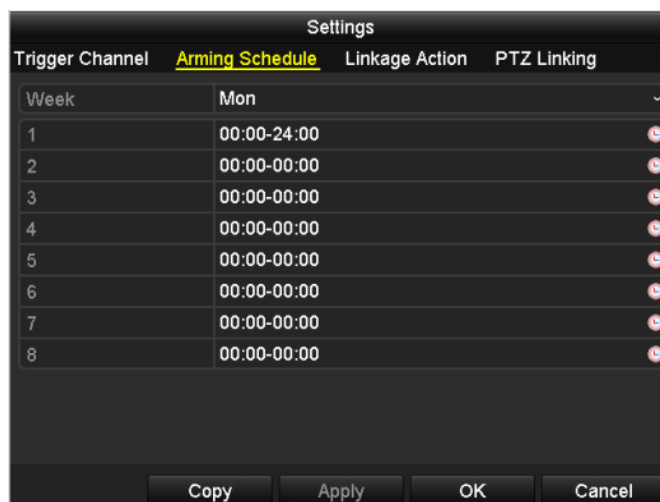 Settings
Trigger Channel Arming Schedule Linkage Action PTZ Linking
Week Mon
1 00:00-24:00
2 00:00-00:00
3 00:00-00:00
4 00:00-00:00
5 00:00-00:00
6 00:00-00:00
7 00:00-00:00
8 00:00-00:00
Copy Apply OK Cancel